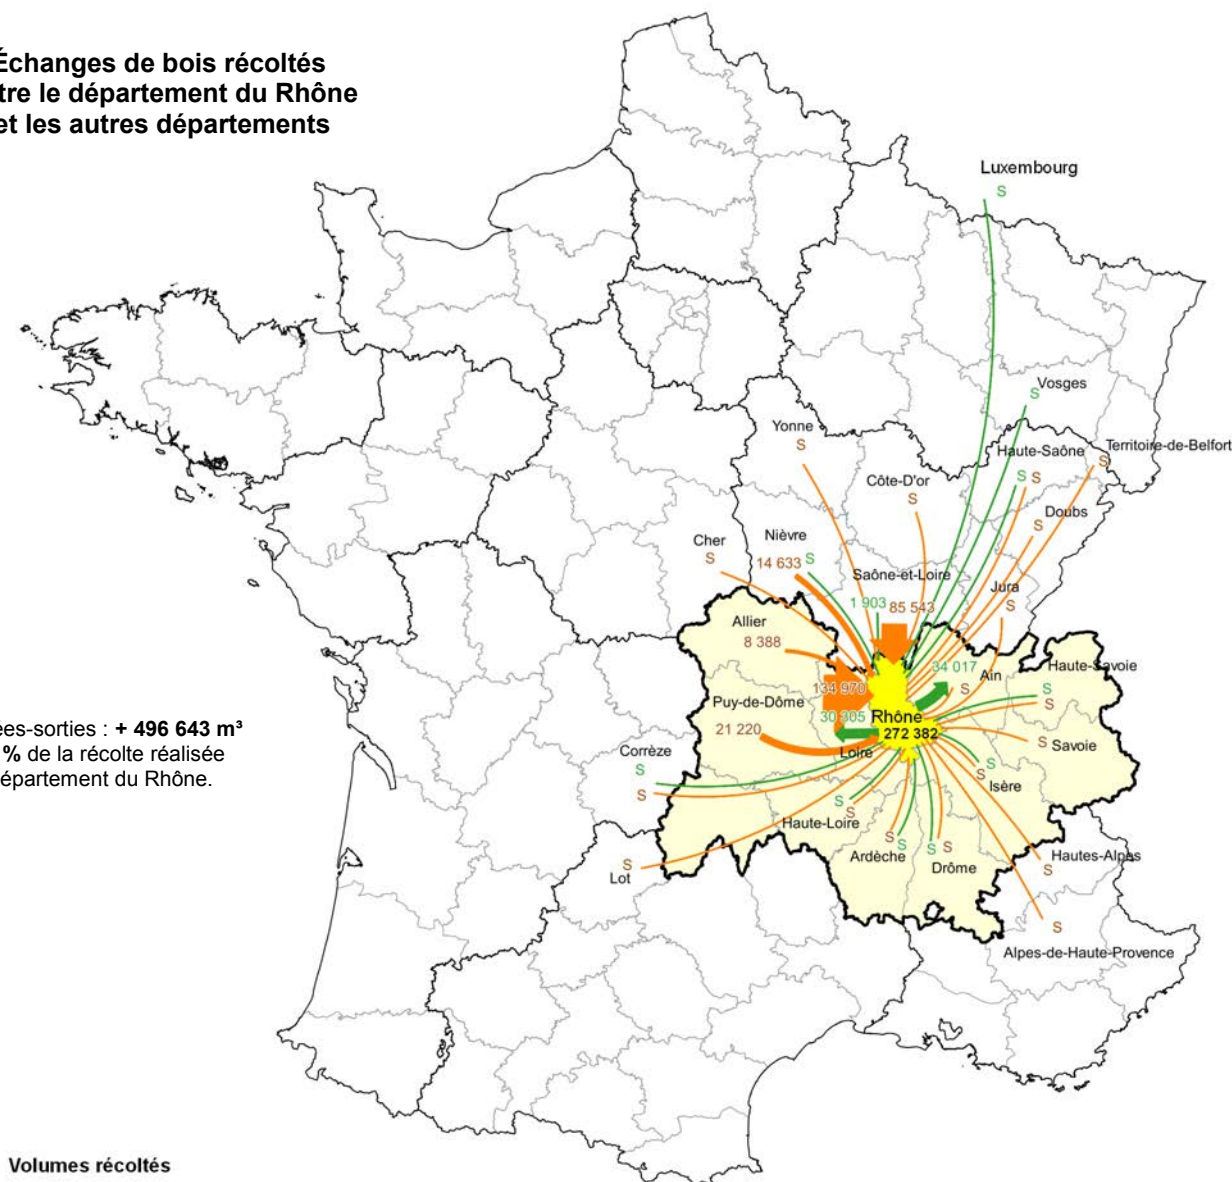 Échanges de bois récoltés
tre le département du Rhône
et les autres départements
Luxembourg
S
Vosges
S
Yonne
S
Haute-Saône
S S
Territoire-de-Belfort
S
Côte-D'or
S
Doubs
S
Cher
S
Nièvre
S
14 633
Saône-et-Loire
1 903
85 543
Jura
S
Allier
8 388
34 017
Ain
S
Haute-Savoie
S
S
134 970
Puy-de-Dôme
21 220
30 305
Rhône
272 382
Loire
S Savoie
ées-sorties : + 496 643 m³
% de la récolte réalisée
épartement du Rhône.
Corrèze
S
S
S
S
Isère
S
S
Haute-Loire
S
S
Ardèche
S
S
Drôme
Hautes-Alpes
S
S
Lot
S
Alpes-de-Haute-Provence
Volumes récoltés